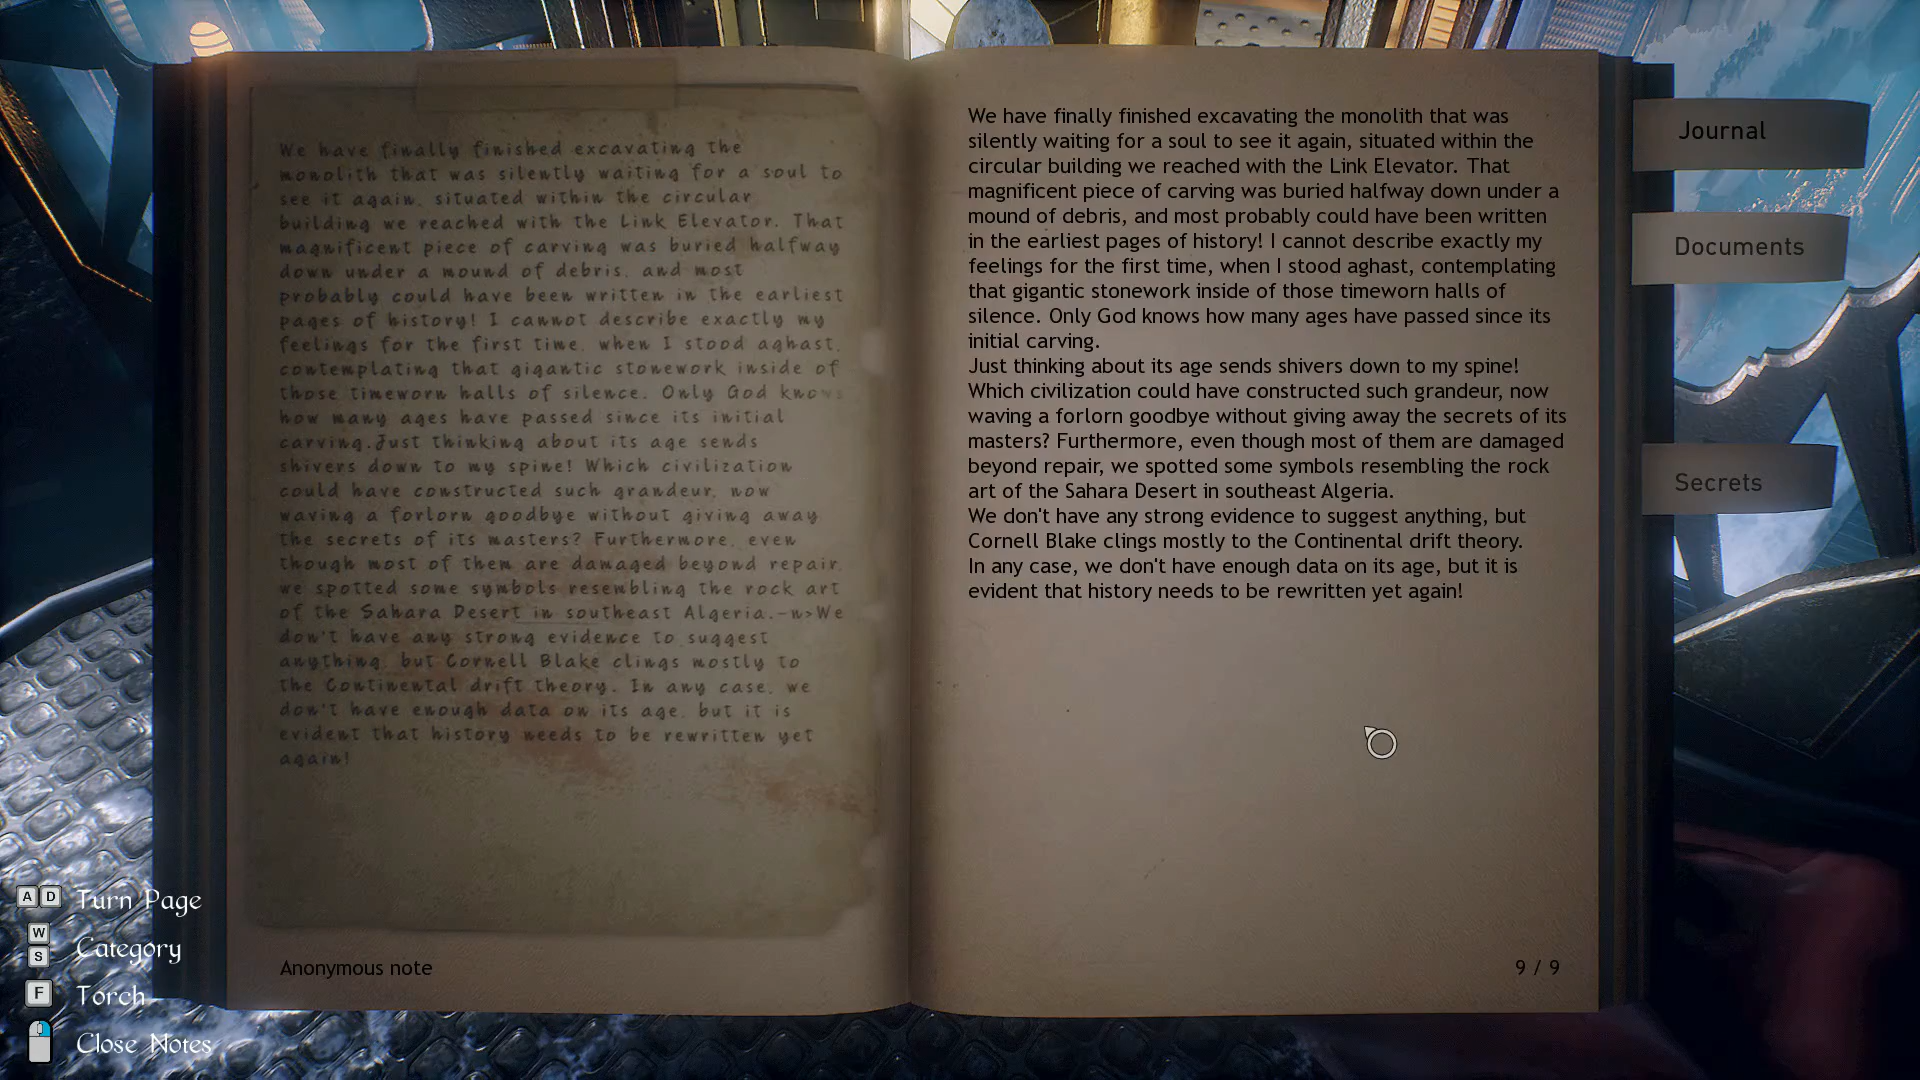 We have finally finished excavating the
monolith that was silently waiting for a soul to
see it again, situated within the circular
building we reached with the Link Elevator. That
magnificent piece of carving was buried halfway
down under a mound of debris, and most
probably could have been written in the earliest
pages of history! I cannot describe exactly my
feelings for the first time, when I stood aghast,
contemplating that gigantic stonework inside of
those timeworn halls of silence. Only God knows
how many ages have passed since its initial
carving.Just thinking about its age sends
shivers down to my spine! Which civilization
could have constructed such grandeur, now
waving a forlorn goodbye without giving away
the secrets of its masters? Furthermore, even
though most of them are damaged beyond repair,
we spotted some symbols resembling the rock art
of the Sahara Desert in southeast Algeria.-n>We
don't have any strong evidence to suggest
anything, but Cornell Blake clings mostly to
the Continental drift theory. In any case, we
don't have enough data on its age, but it is
evident that history needs to be rewritten yet
again!
Anonymous note
We have finally finished excavating the monolith that was
silently waiting for a soul to see it again, situated within the
circular building we reached with the Link Elevator. That
magnificent piece of carving was buried halfway down under a
mound of debris, and most probably could have been written
in the earliest pages of history! I cannot describe exactly my
feelings for the first time, when I stood aghast, contemplating
that gigantic stonework inside of those timeworn halls of
silence. Only God knows how many ages have passed since its
initial carving.
Just thinking about its age sends shivers down to my spine!
Which civilization could have constructed such grandeur, now
waving a forlorn goodbye without giving away the secrets of its
masters? Furthermore, even though most of them are damaged
beyond repair, we spotted some symbols resembling the rock
art of the Sahara Desert in southeast Algeria.
We don't have any strong evidence to suggest anything, but
Cornell Blake clings mostly to the Continental drift theory.
In any case, we don't have enough data on its age, but it is
evident that history needs to be rewritten yet again!
9 / 9
Journal
Documents
Secrets
A D Turn Page
W
S
Category
F Torch
Close Notes